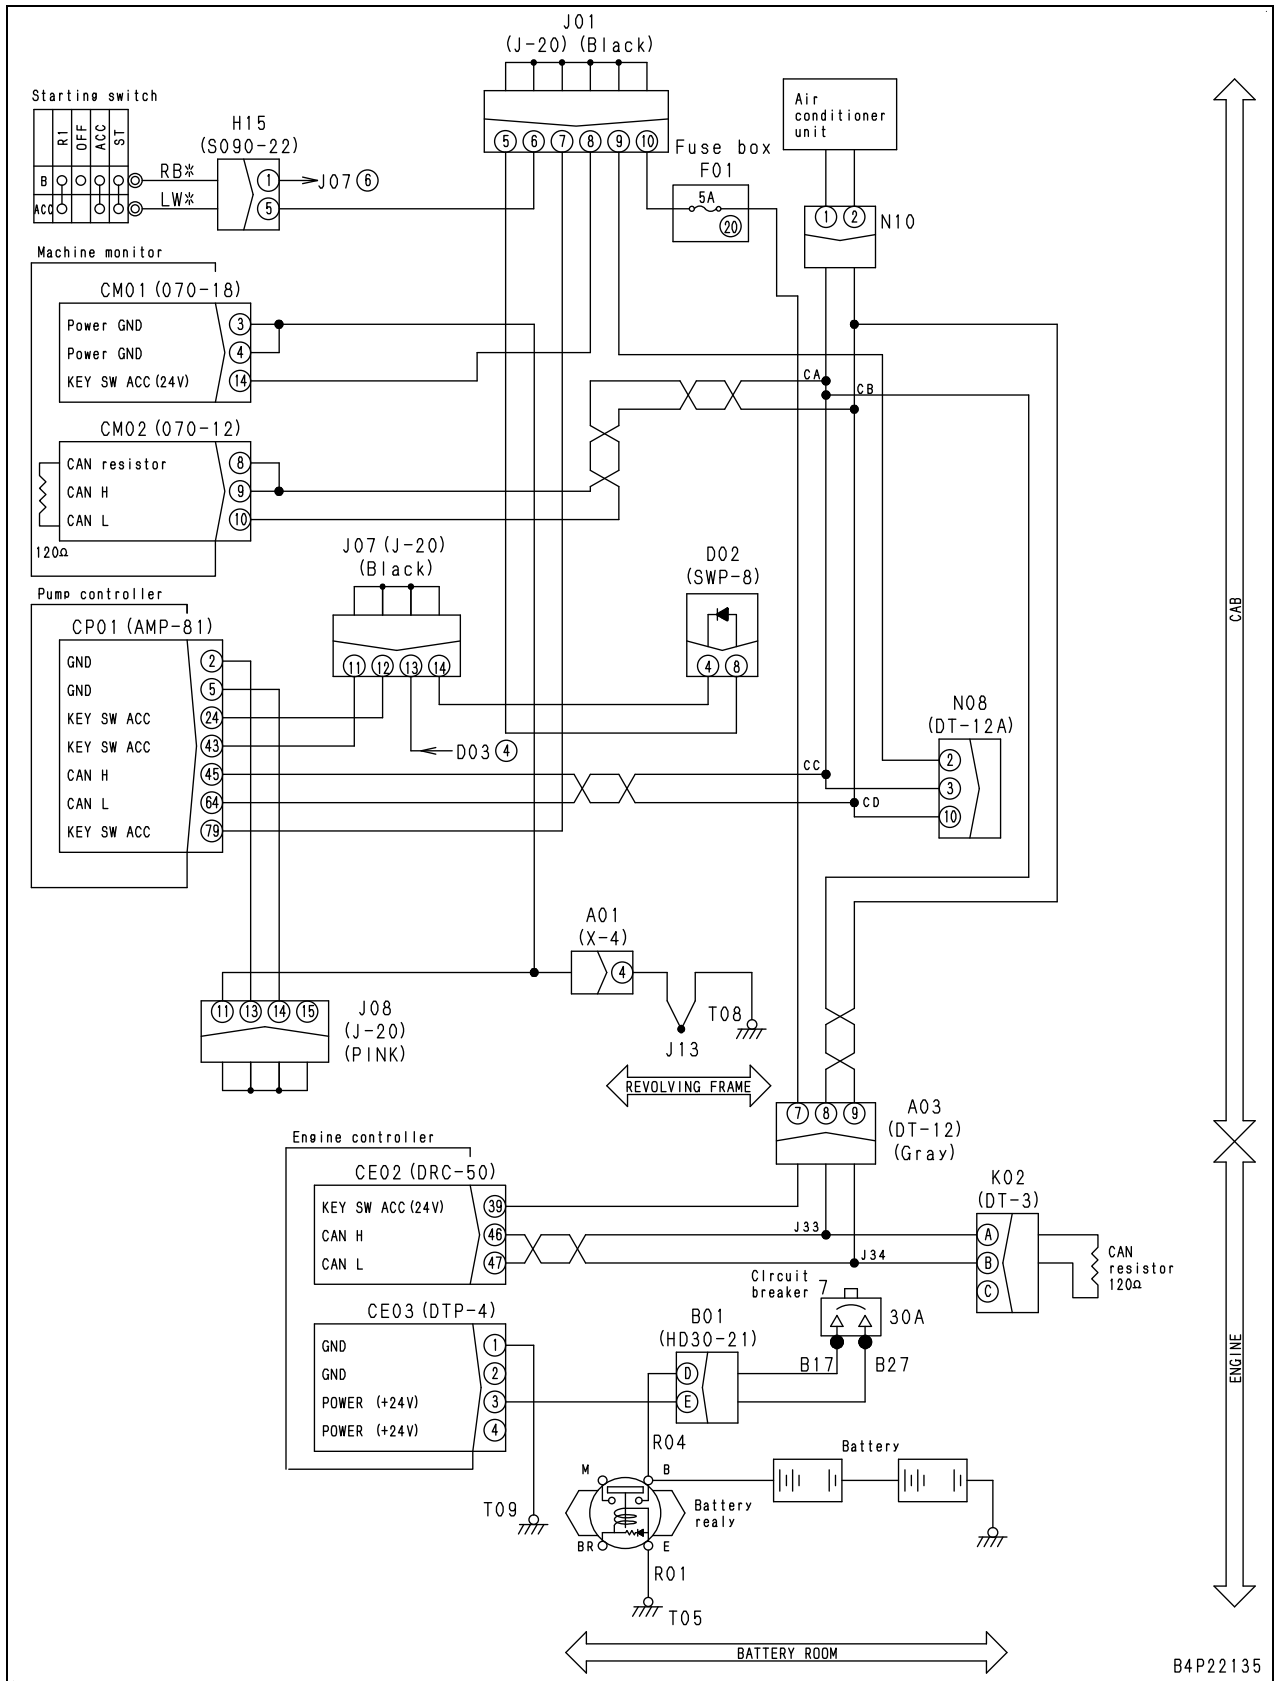 J01
(J-20) (Black)
5 6 7 8 9 10
Starting switch
R1 OFF ACC ST
B
ACC
RB※
LW※
H15
(S090-22)
1
5
J07 6
Fuse box
F01
5A
20
Air
conditioner
unit
1 2
N10
Machine monitor
CM01 (070-18)
Power GND 3
Power GND 4
KEY SW ACC (24V) 14
CM02 (070-12)
CAN resistor 8
CAN H 9
CAN L 10
120Ω
CA
CB
J07 (J-20)
(Black)
11 12 13 14
D03 4
D02
(SWP-8)
4 8
Pump controller
CP01 (AMP-81)
GND 2
GND 5
KEY SW ACC 24
KEY SW ACC 43
CAN H 45
CAN L 64
KEY SW ACC 79
CC
CD
N08
(DT-12A)
2
3
10
CAB
A01
(X-4)
4
J13
T08
11 13 14 15
J08
(J-20)
(PINK)
REVOLVING FRAME
7 8 9
A03
(DT-12)
(Gray)
Engine controller
CE02 (DRC-50)
KEY SW ACC (24V) 39
CAN H 46
CAN L 47
J33
J34
K02
(DT-3)
A
B
C
CAN
resistor
120Ω
CIrcuit
breaker 7
30A
B17
B27
CE03 (DTP-4)
GND 1
GND 2
POWER (+24V) 3
POWER (+24V) 4
B01
(HD30-21)
D
E
R04
T09
M
B
BR
E
Battery
realy
Battery
R01
T05
ENGINE
BATTERY ROOM
B4P22135